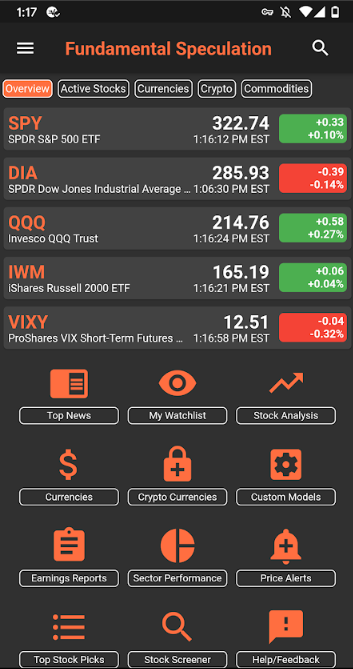 1:17
Fundamental Speculation
Overview Active Stocks Currencies Crypto Commodities
SPY 322.74 +0.33
SPDR S&P 500 ETF 1:16:12 PM EST +0.10%
DIA 285.93 -0.39
SPDR Dow Jones Industrial Average ... 1:06:30 PM EST -0.14%
QQQ 214.76 +0.58
Invesco QQQ Trust 1:16:24 PM EST +0.27%
IWM 165.19 +0.06
iShares Russell 2000 ETF 1:16:21 PM EST +0.04%
VIXY 12.51 -0.04
ProShares VIX Short-Term Futures ... 1:16:58 PM EST -0.32%
Top News My Watchlist Stock Analysis
Currencies Crypto Currencies Custom Models
Earnings Reports Sector Performance Price Alerts
Top Stock Picks Stock Screener Help/Feedback